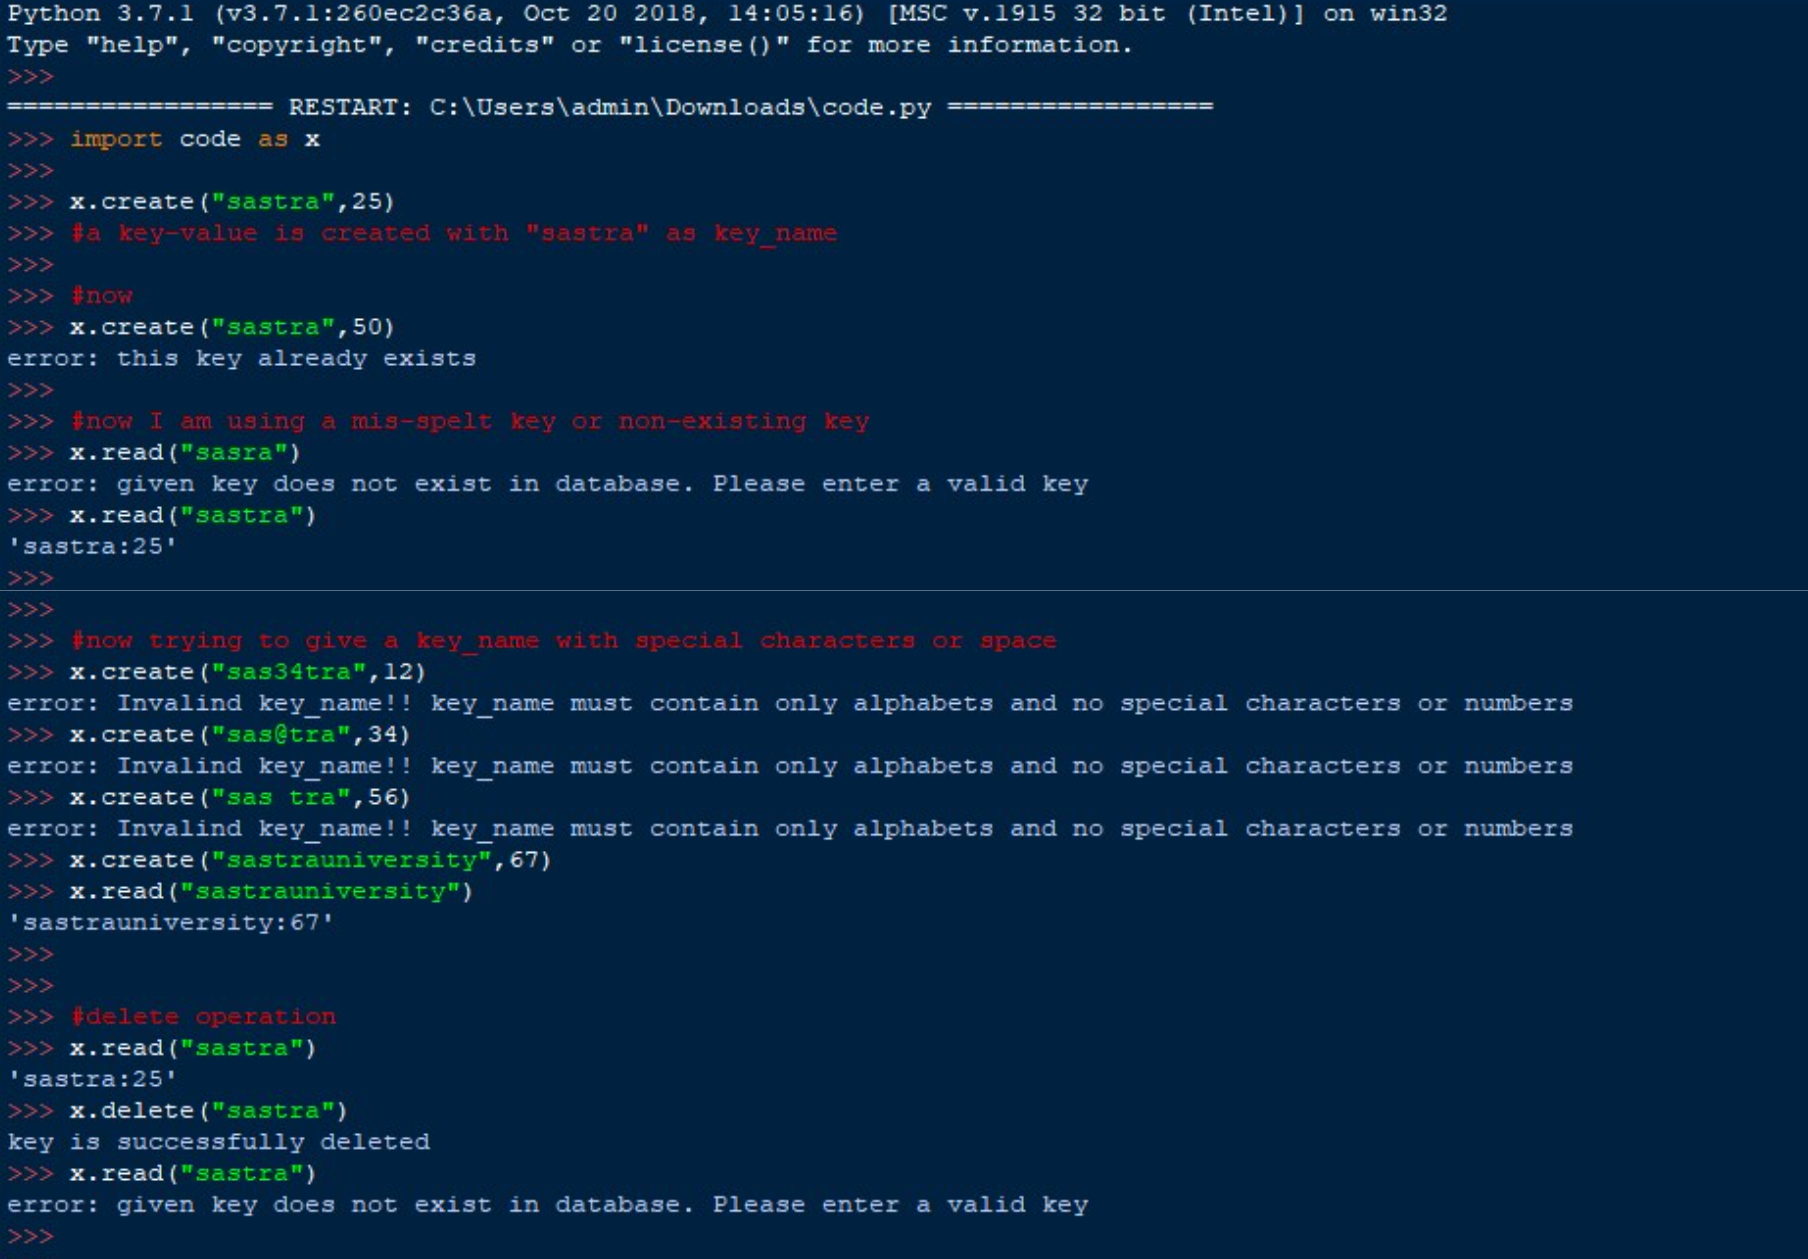 Python 3.7.1 (v3.7.1:260ec2c36a, Oct 20 2018, 14:05:16) [MSC v.1915 32 bit (Intel)] on win32
Type "help", "copyright", "credits" or "license()" for more information.
>>>
================= RESTART: C:\Users\admin\Downloads\code.py =================
>>> import code as x
>>>
>>> x.create("sastra",25)
>>> #a key-value is created with "sastra" as key_name
>>>
>>> #now
>>> x.create("sastra",50)
error: this key already exists
>>>
>>> #now I am using a mis-spelt key or non-existing key
>>> x.read("sasra")
error: given key does not exist in database. Please enter a valid key
>>> x.read("sastra")
'sastra:25'
>>>
>>>
>>> #now trying to give a key_name with special characters or space
>>> x.create("sas34tra",12)
error: Invalind key_name!! key_name must contain only alphabets and no special characters or numbers
>>> x.create("sas@tra",34)
error: Invalind key_name!! key_name must contain only alphabets and no special characters or numbers
>>> x.create("sas tra",56)
error: Invalind key_name!! key_name must contain only alphabets and no special characters or numbers
>>> x.create("sastrauniversity",67)
>>> x.read("sastrauniversity")
'sastrauniversity:67'
>>>
>>>
>>> #delete operation
>>> x.read("sastra")
'sastra:25'
>>> x.delete("sastra")
key is successfully deleted
>>> x.read("sastra")
error: given key does not exist in database. Please enter a valid key
>>>